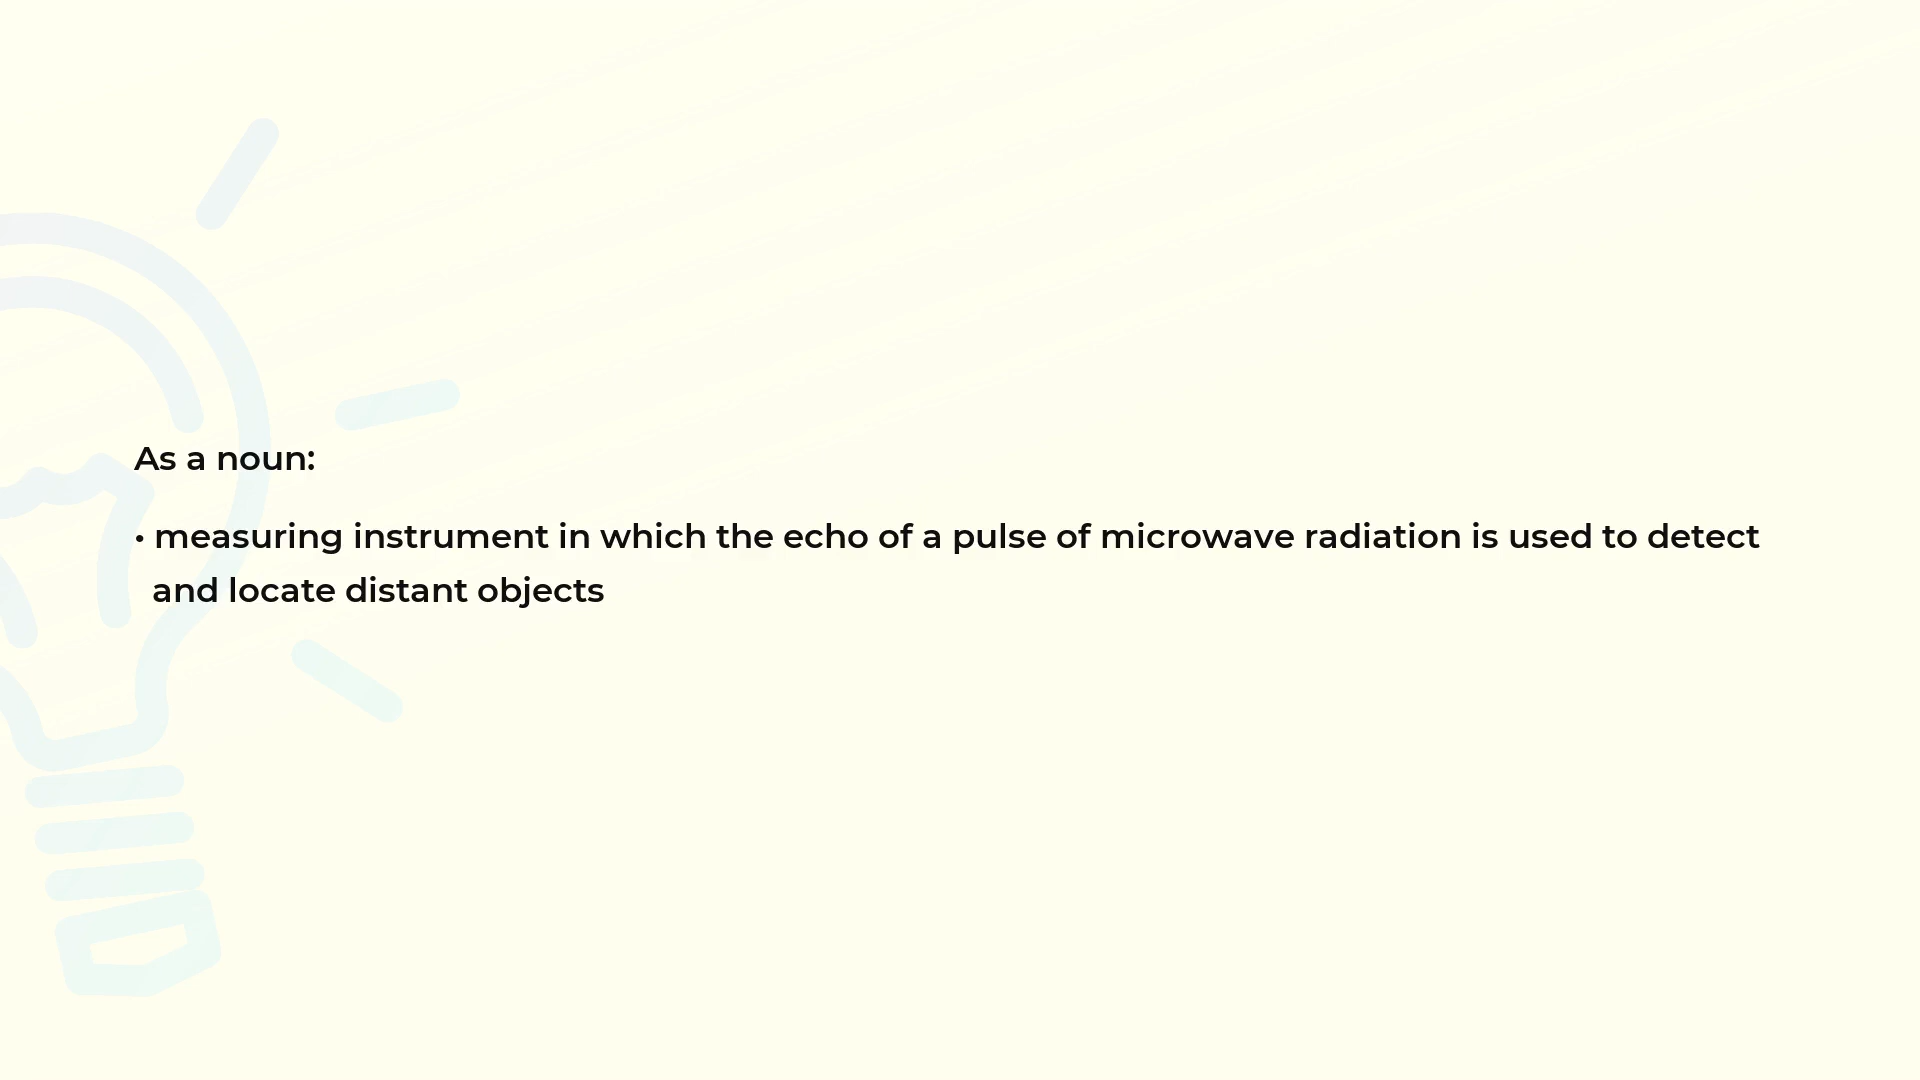 As a noun:
• measuring instrument in which the echo of a pulse of microwave radiation is used to detect
and locate distant objects